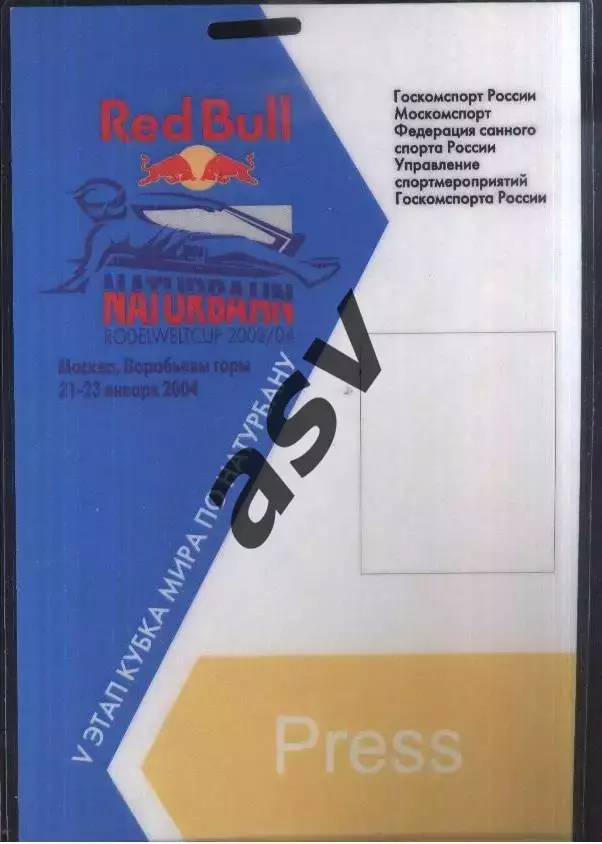 Red Bull
NATURBAHN
RODELWELTCUP 2003/04
Москва, Воробьевы горы
21-23 января 2004
Госкомспорт России
Москомспорт
Федерация санного
спорта России
Управление
спортмероприятий
Госкомспорта России
V ЭТАП КУБКА МИРА ПО НАТУРБАНУ
asv
Press